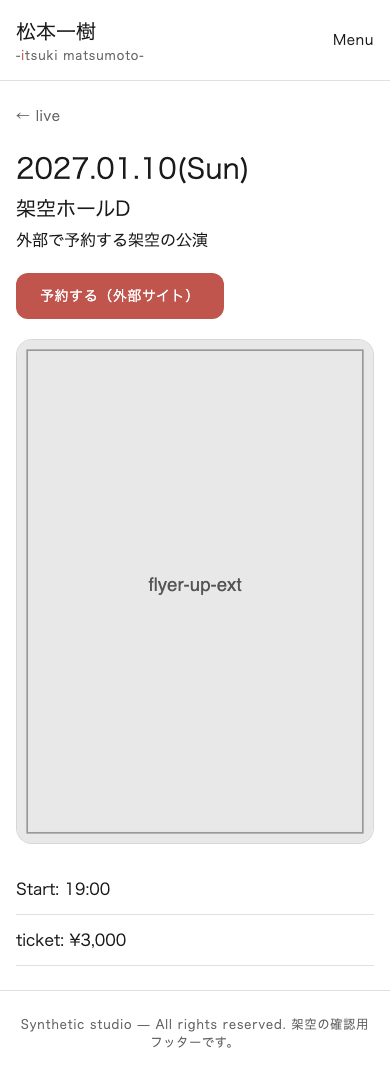 松本一樹
-itsuki matsumoto-
Menu
← live
2027.01.10(Sun)
架空ホールD
外部で予約する架空の公演
予約する（外部サイト）
flyer-up-ext
Start: 19:00
ticket: ¥3,000
Synthetic studio — All rights reserved. 架空の確認用
フッターです。